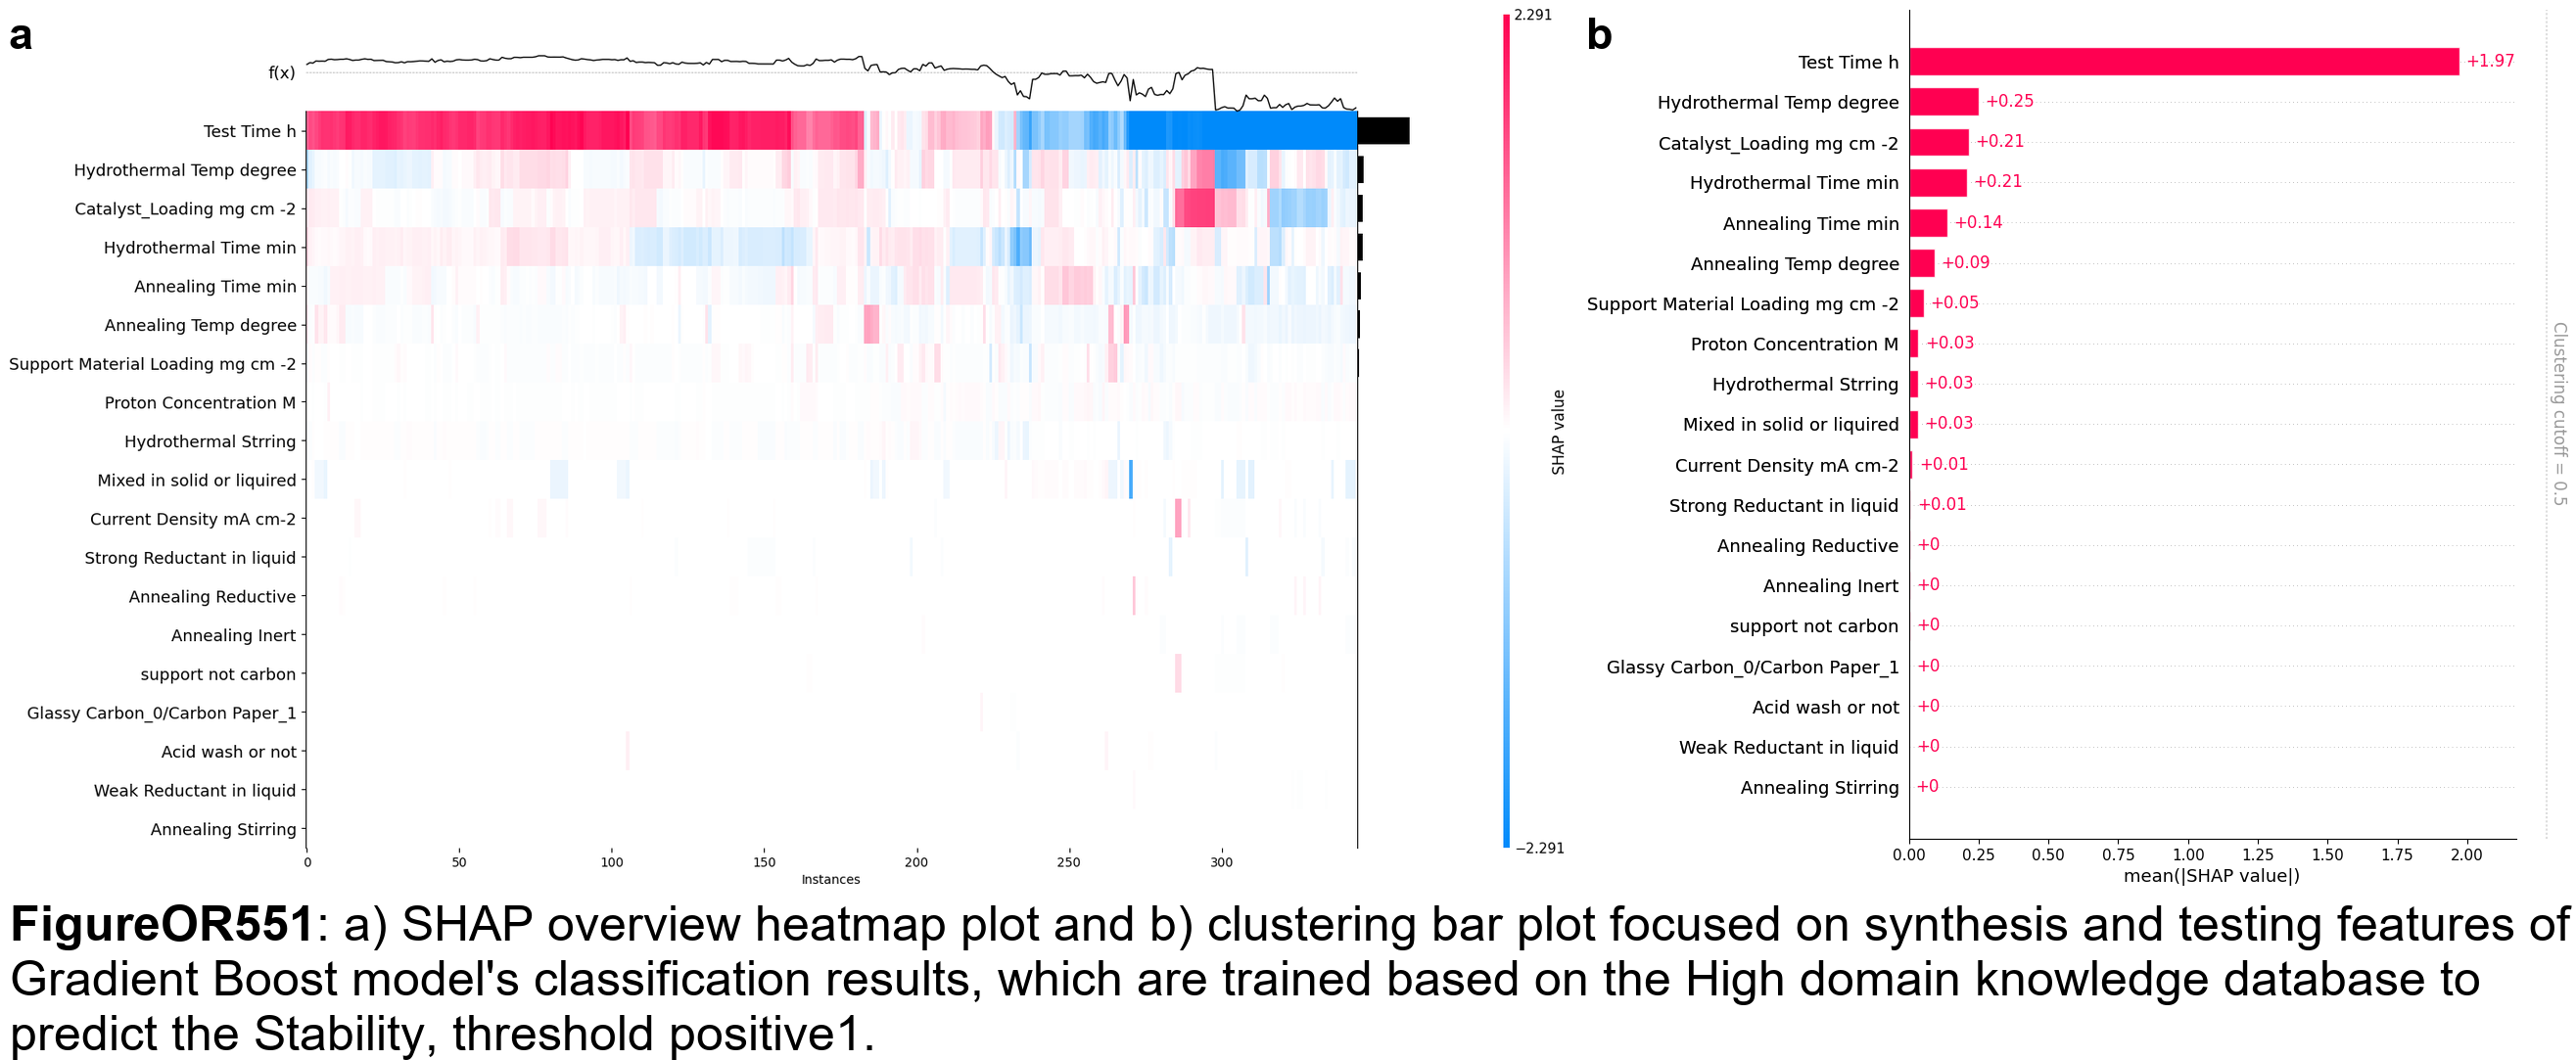 a
f(x)
Test Time h
Hydrothermal Temp degree
Catalyst_Loading mg cm -2
Hydrothermal Time min
Annealing Time min
Annealing Temp degree
Support Material Loading mg cm -2
Proton Concentration M
Hydrothermal Strring
Mixed in solid or liquired
Current Density mA cm-2
Strong Reductant in liquid
Annealing Reductive
Annealing Inert
support not carbon
Glassy Carbon_0/Carbon Paper_1
Acid wash or not
Weak Reductant in liquid
Annealing Stirring
0 50 100 150 200 250 300
Instances
2.291
SHAP value
−2.291
b
Test Time h +1.97
Hydrothermal Temp degree +0.25
Catalyst_Loading mg cm -2 +0.21
Hydrothermal Time min +0.21
Annealing Time min +0.14
Annealing Temp degree +0.09
Support Material Loading mg cm -2 +0.05
Proton Concentration M +0.03
Hydrothermal Strring +0.03
Mixed in solid or liquired +0.03
Current Density mA cm-2 +0.01
Strong Reductant in liquid +0.01
Annealing Reductive +0
Annealing Inert +0
support not carbon +0
Glassy Carbon_0/Carbon Paper_1 +0
Acid wash or not +0
Weak Reductant in liquid +0
Annealing Stirring +0
0.00 0.25 0.50 0.75 1.00 1.25 1.50 1.75 2.00
mean(|SHAP value|)
Clustering cutoff = 0.5
FigureOR551: a) SHAP overview heatmap plot and b) clustering bar plot focused on synthesis and testing features of
Gradient Boost model's classification results, which are trained based on the High domain knowledge database to
predict the Stability, threshold positive1.